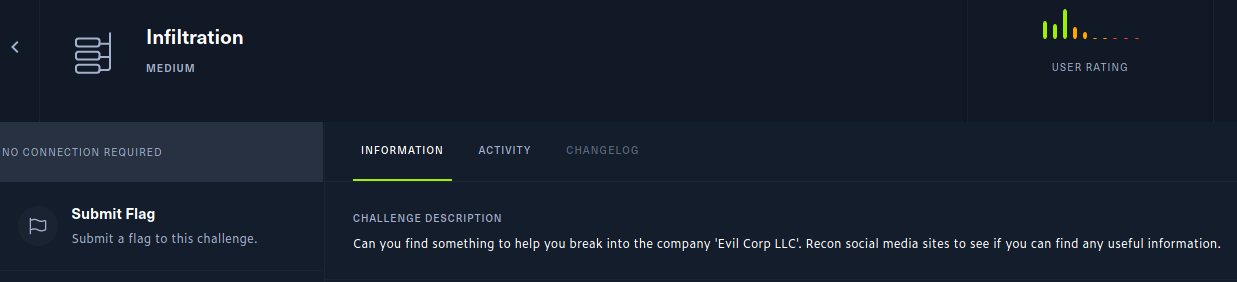 Infiltration
MEDIUM
USER RATING
NO CONNECTION REQUIRED
INFORMATION ACTIVITY CHANGELOG
Submit Flag
Submit a flag to this challenge.
CHALLENGE DESCRIPTION
Can you find something to help you break into the company 'Evil Corp LLC'. Recon social media sites to see if you can find any useful information.